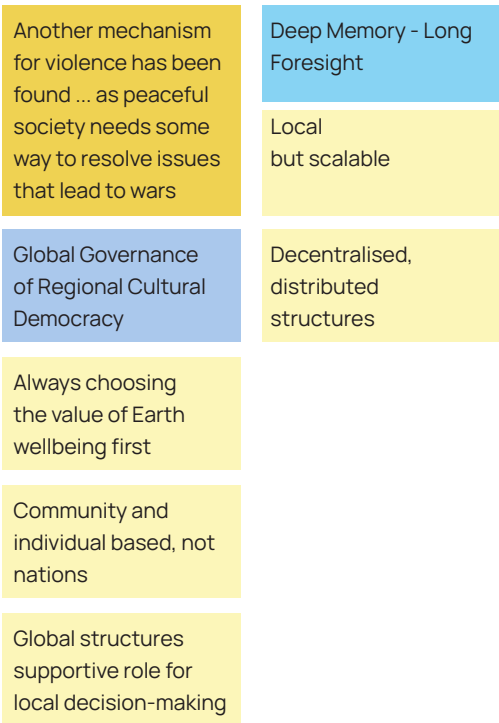 Another mechanism
for violence has been
found ... as peaceful
society needs some
way to resolve issues
that lead to wars
Global Governance
of Regional Cultural
Democracy
Always choosing
the value of Earth
wellbeing first
Community and
individual based, not
nations
Global structures
supportive role for
local decision-making
Deep Memory - Long
Foresight
Local
but scalable
Decentralised,
distributed
structures